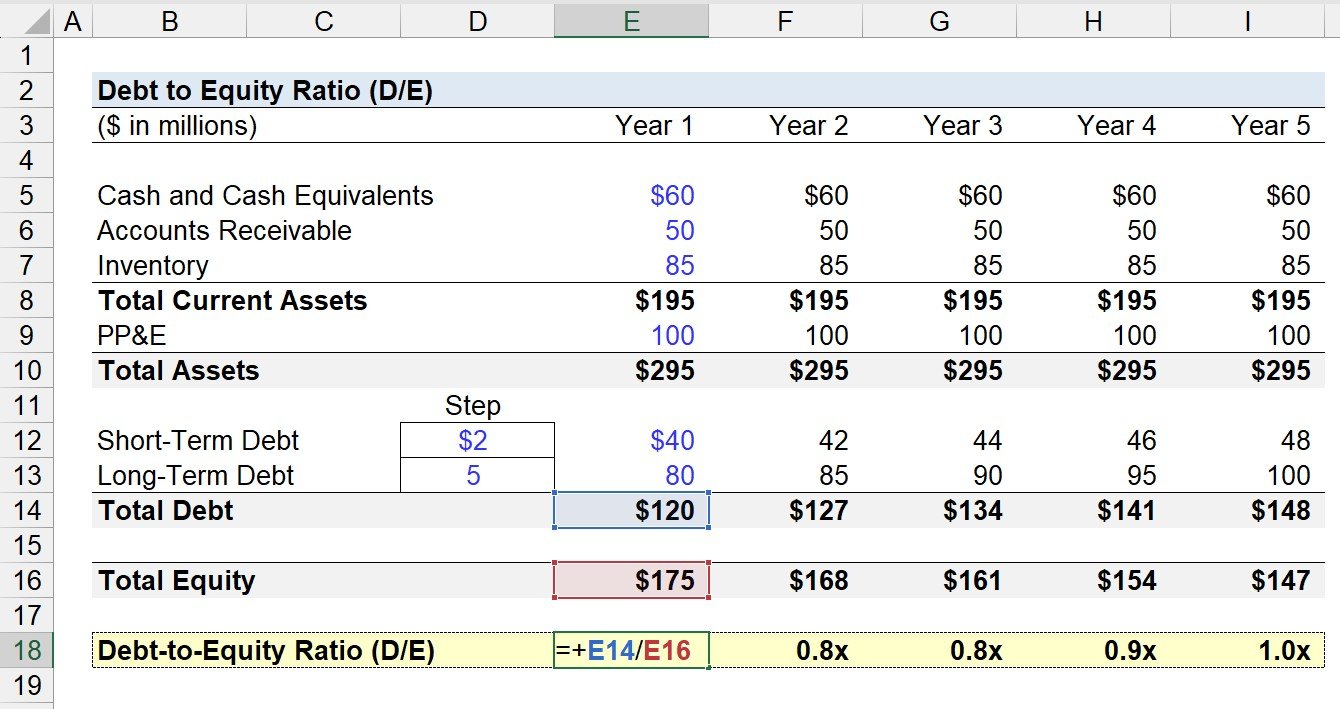 A B C D E F G H I
1
2 Debt to Equity Ratio (D/E)
3 ($ in millions) Year 1 Year 2 Year 3 Year 4 Year 5
4
5 Cash and Cash Equivalents $60 $60 $60 $60 $60
6 Accounts Receivable 50 50 50 50 50
7 Inventory 85 85 85 85 85
8 Total Current Assets $195 $195 $195 $195 $195
9 PP&E 100 100 100 100 100
10 Total Assets $295 $295 $295 $295 $295
11 Step
12 Short-Term Debt $2 $40 42 44 46 48
13 Long-Term Debt 5 80 85 90 95 100
14 Total Debt $120 $127 $134 $141 $148
15
16 Total Equity $175 $168 $161 $154 $147
17
18 Debt-to-Equity Ratio (D/E) =+E14/E16 0.8x 0.8x 0.9x 1.0x
19